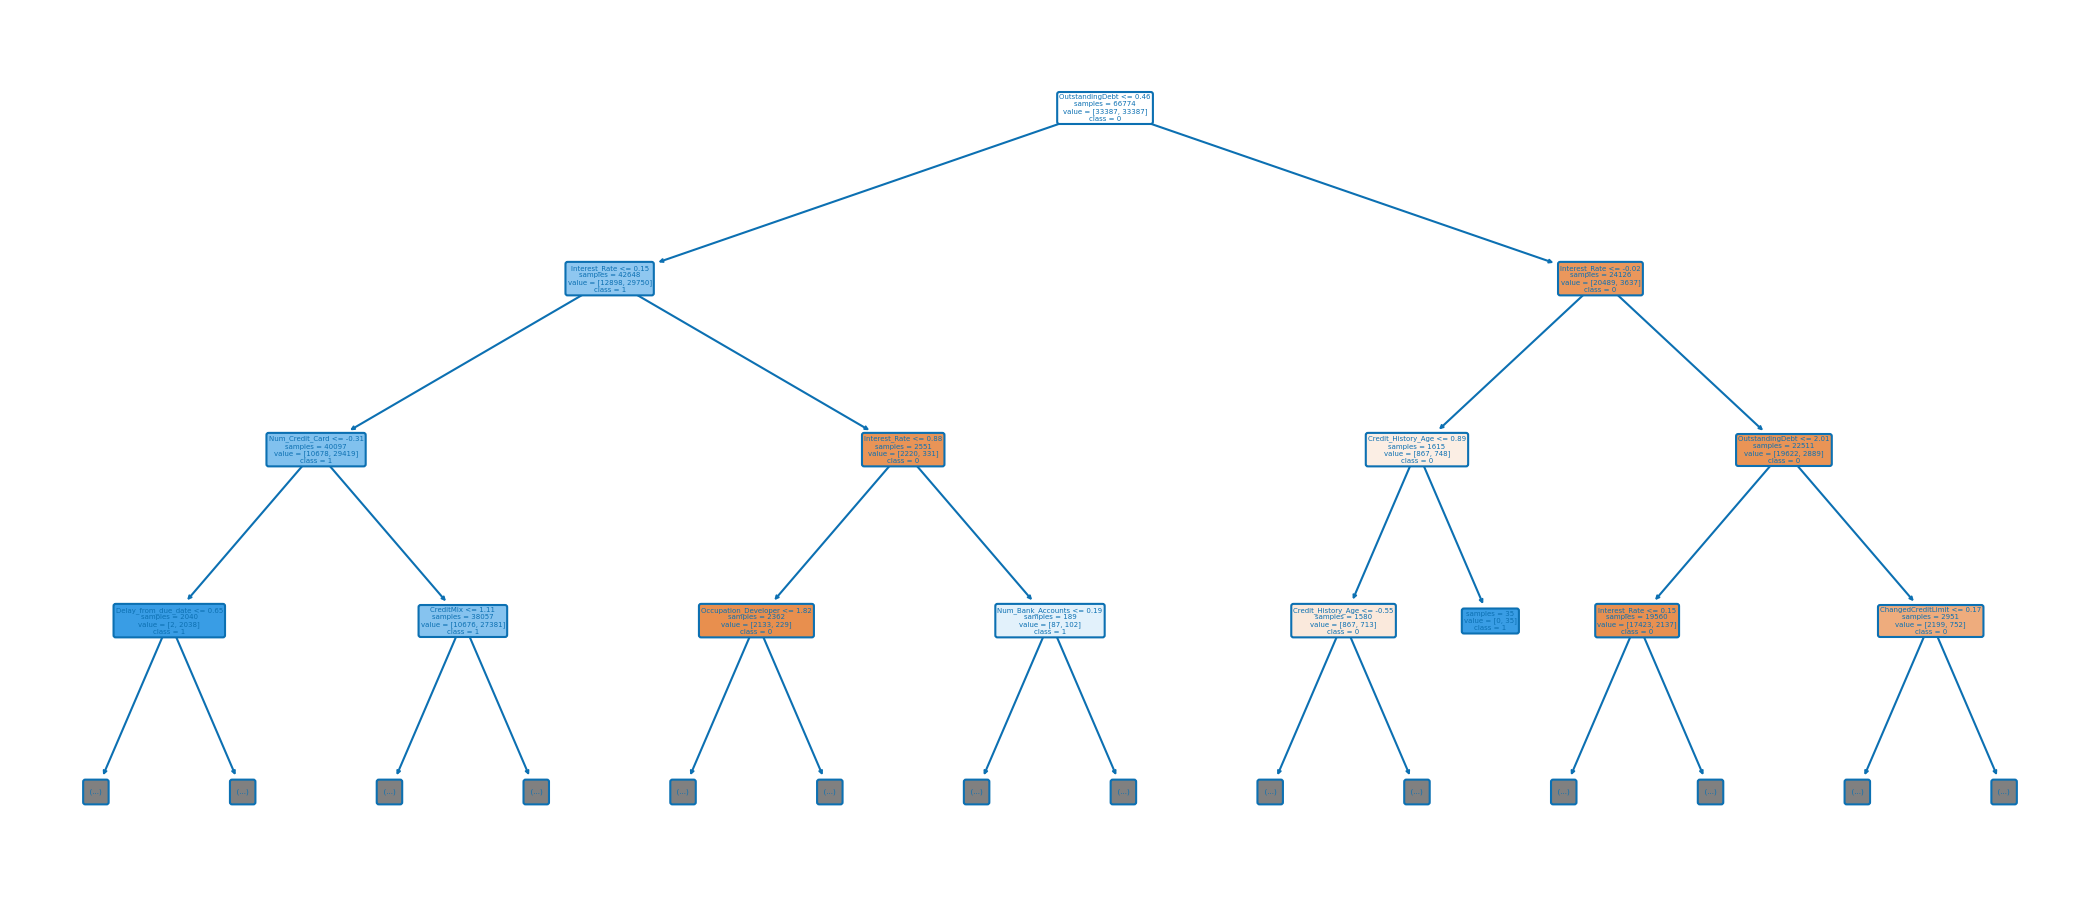 OutstandingDebt <= 0.46
samples = 66774
value = [33387, 33387]
class = 0
Interest_Rate <= 0.15
samples = 42648
value = [12898, 29750]
class = 1
Interest_Rate <= -0.02
samples = 24126
value = [20489, 3637]
class = 0
Num_Credit_Card <= -0.31
samples = 40097
value = [10678, 29419]
class = 1
Interest_Rate <= 0.88
samples = 2551
value = [2220, 331]
class = 0
Credit_History_Age <= 0.89
samples = 1615
value = [867, 748]
class = 0
OutstandingDebt <= 2.01
samples = 22511
value = [19622, 2889]
class = 0
Delay_from_due_date <= 0.65
samples = 2040
value = [2, 2038]
class = 1
CreditMix <= 1.11
samples = 38057
value = [10676, 27381]
class = 1
Occupation_Developer <= 1.82
samples = 2362
value = [2133, 229]
class = 0
Num_Bank_Accounts <= 0.19
samples = 189
value = [87, 102]
class = 1
Credit_History_Age <= -0.55
samples = 1580
value = [867, 713]
class = 0
samples = 35
value = [0, 35]
class = 1
Interest_Rate <= 0.15
samples = 19560
value = [17423, 2137]
class = 0
ChangedCreditLimit <= 0.17
samples = 2951
value = [2199, 752]
class = 0
(...)
(...)
(...)
(...)
(...)
(...)
(...)
(...)
(...)
(...)
(...)
(...)
(...)
(...)